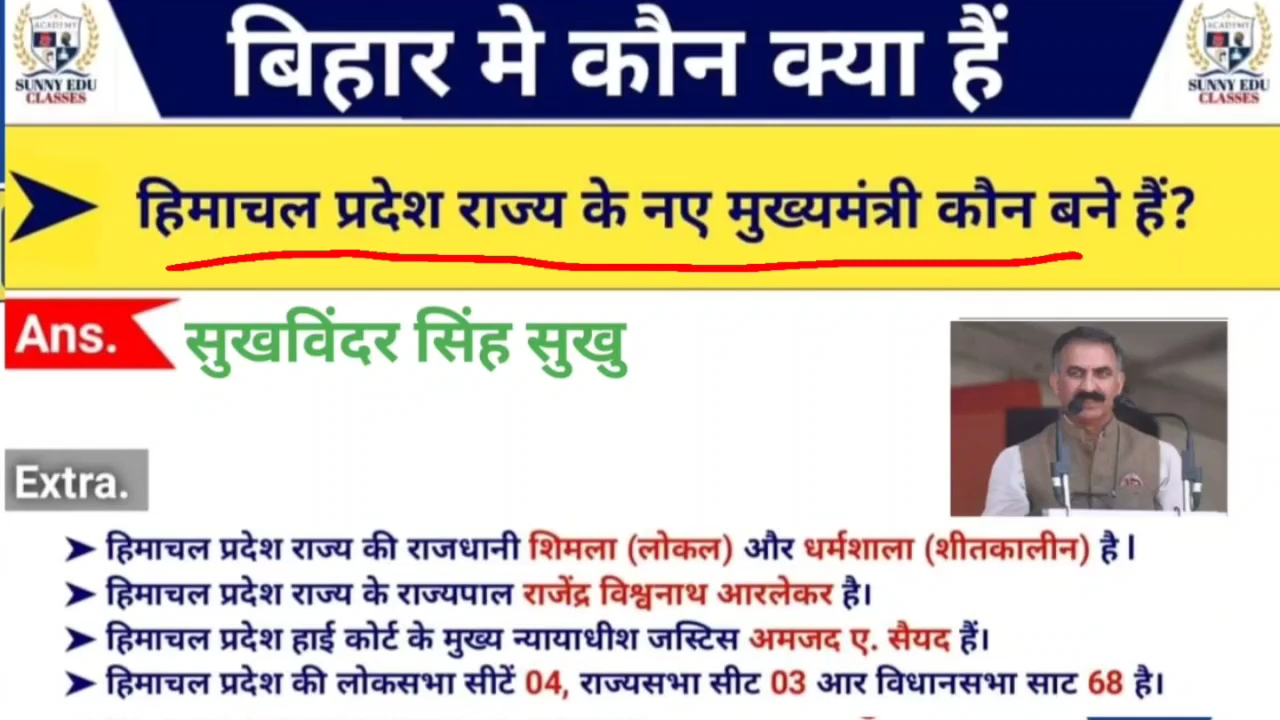 ACADEMY
SUNNY EDU
CLASSES
बिहार मे कौन क्या हैं
ACADEMY
SUNNY EDU
CLASSES
हिमाचल प्रदेश राज्य के नए मुख्यमंत्री कौन बने हैं?
Ans. सुखविंदर सिंह सुखु
Extra.
➤ हिमाचल प्रदेश राज्य की राजधानी शिमला (लोकल) और धर्मशाला (शीतकालीन) है ।
➤ हिमाचल प्रदेश राज्य के राज्यपाल राजेंद्र विश्वनाथ आरलेकर है।
➤ हिमाचल प्रदेश हाई कोर्ट के मुख्य न्यायाधीश जस्टिस अमजद ए. सैयद हैं।
➤ हिमाचल प्रदेश की लोकसभा सीटें 04, राज्यसभा सीट 03 आर विधानसभा साट 68 है।